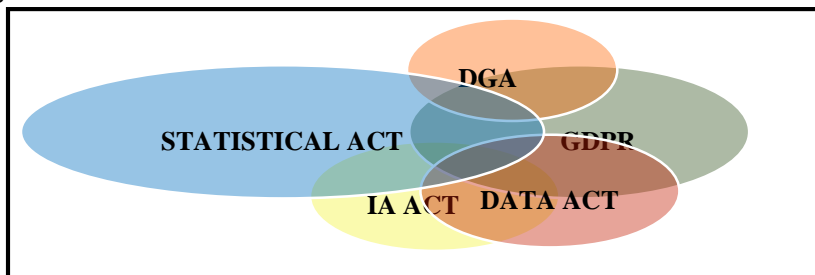 DGA
STATISTICAL ACT
GDPR
IA ACT
DATA ACT